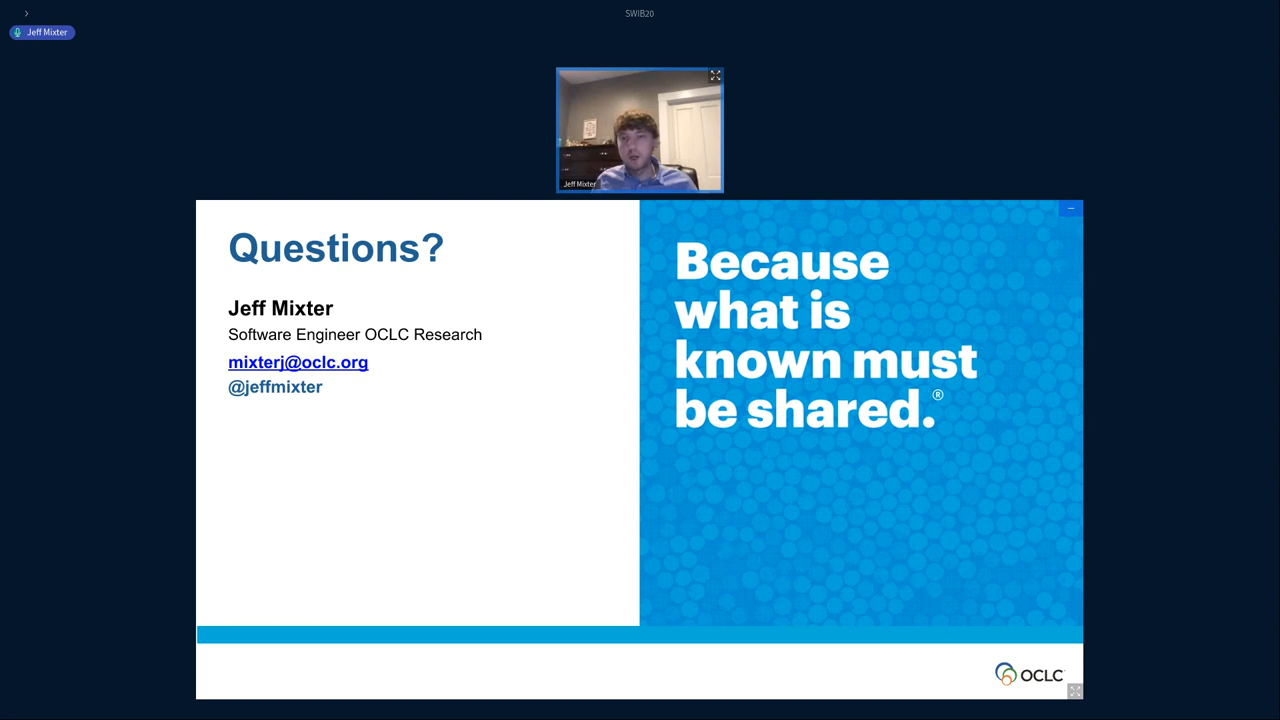 SWIB20
Jeff Mixter
Jeff Mixter
Questions?
Jeff Mixter
Software Engineer OCLC Research
mixterj@oclc.org
@jeffmixter
Because
what is
known must
be shared.®
OCLC